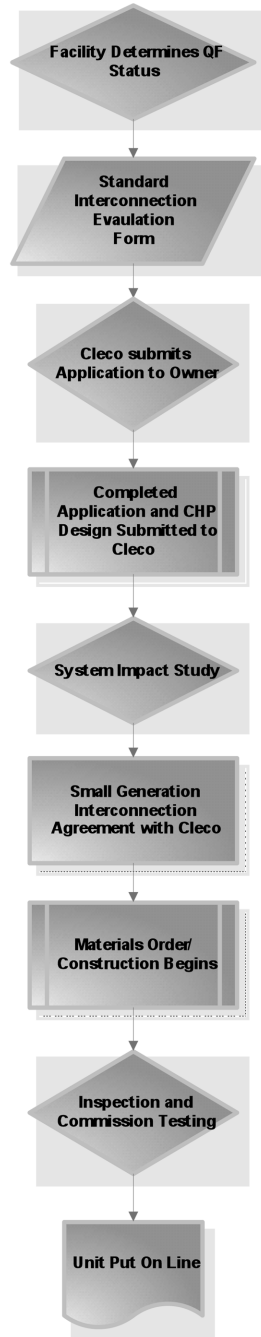 Facility Determines QF
Status
Standard
Interconnection
Evaulation
Form
Cleco submits
Application to Owner
Completed
Application and CHP
Design Submitted to
Cleco
System Impact Study
Small Generation
Interconnection
Agreement with Cleco
Materials Order/
Construction Begins
Inspection and
Commission Testing
Unit Put On Line